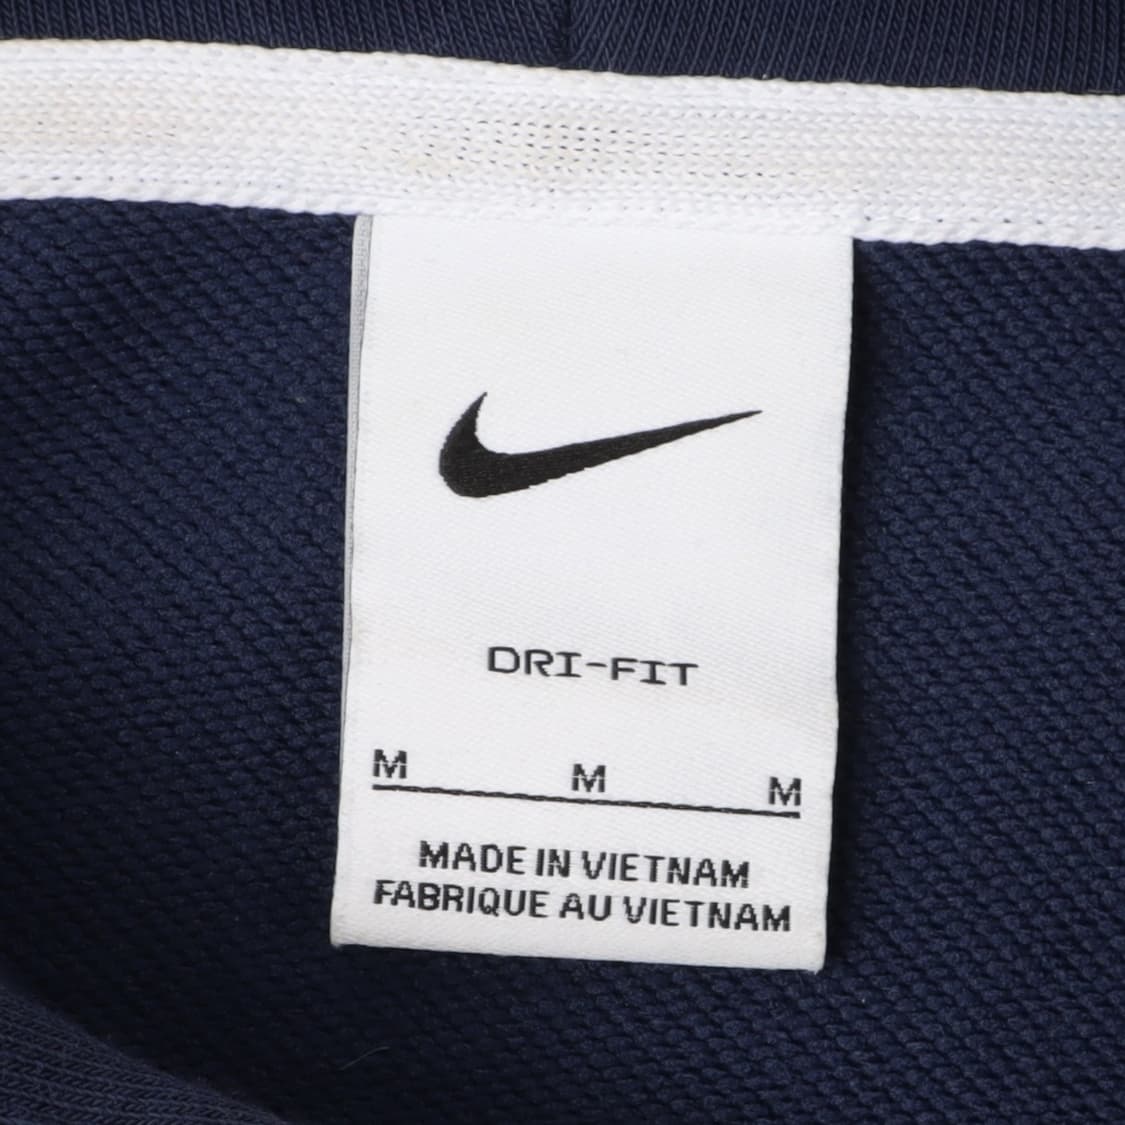 DRI-FIT
M M M
MADE IN VIETNAM
FABRIQUE AU VIETNAM